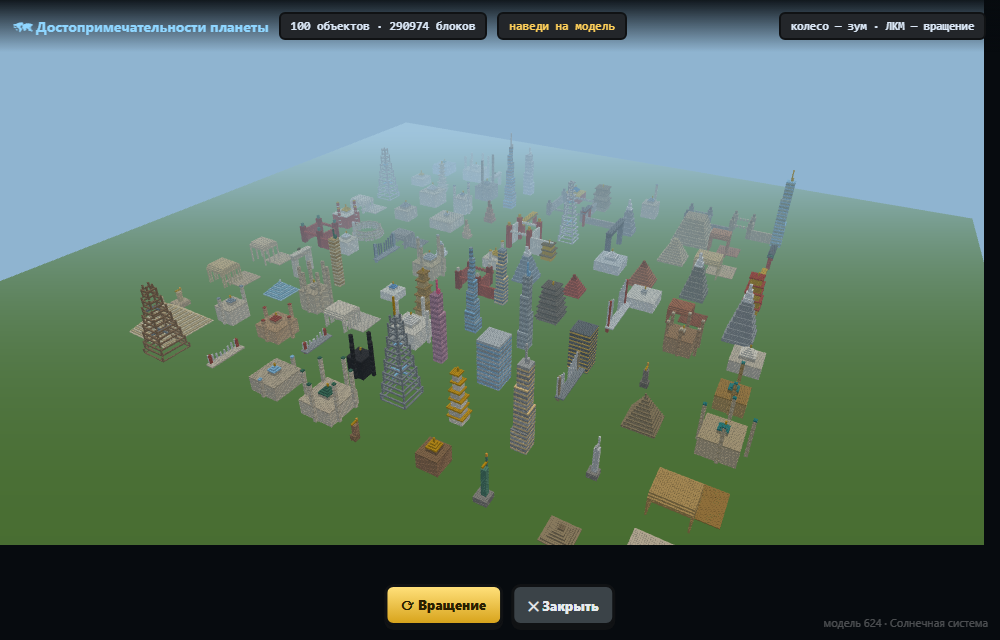 🗺 Достопримечательности планеты
100 объектов · 290974 блоков
наведи на модель
колесо — зум · ЛКМ — вращение
⟳ Вращение
✕ Закрыть
модель 624 · Солнечная система